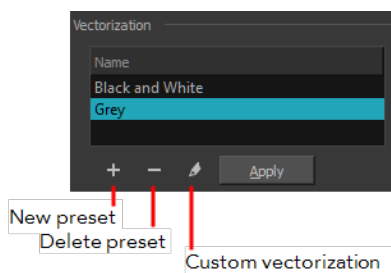 Vectorization
Name
Black and White
Grey
+ − Apply
New preset
Delete preset
Custom vectorization